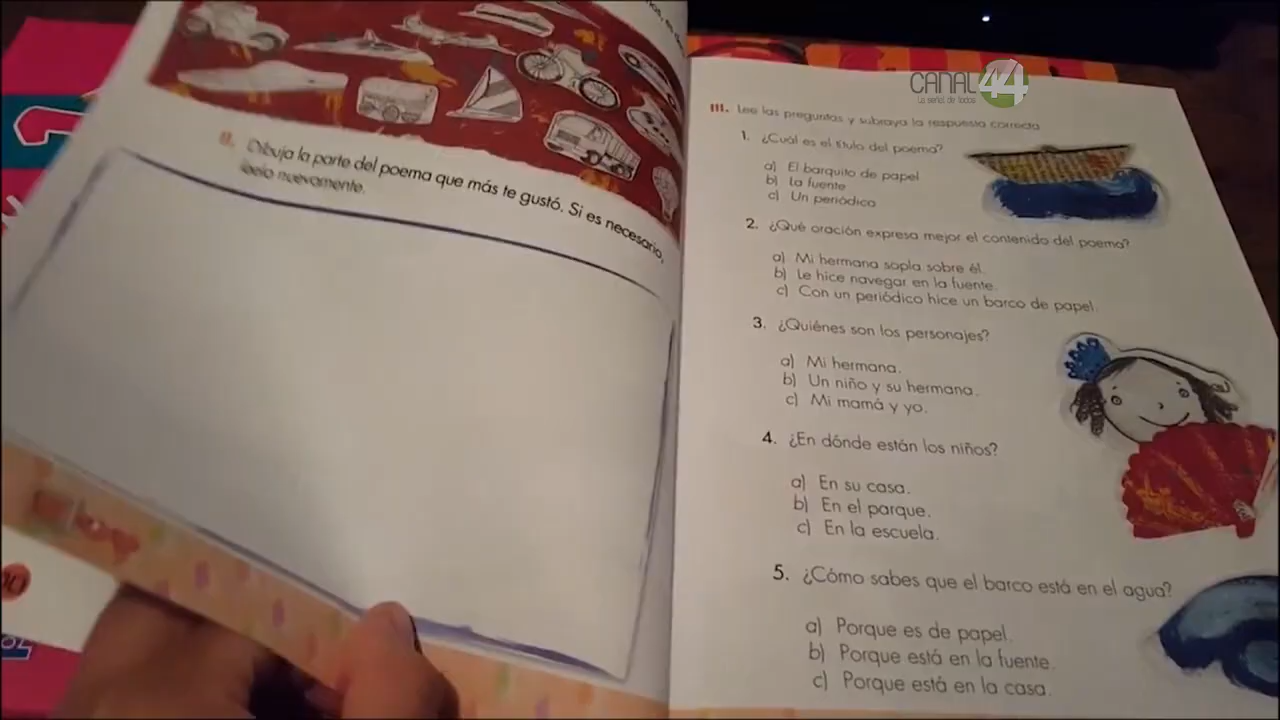 II. Dibuja la parte del poema que más te gustó. Si es necesario,
leelo nuevamente.
CANAL 44
La señal de todos
III. Lee las preguntas y subraya la respuesta correcta
1. ¿Cuál es el título del poema?
a) El barquito de papel
b) La fuente
c) Un periódico
2. ¿Qué oración expresa mejor el contenido del poema?
a) Mi hermana sopla sobre él.
b) Le hice navegar en la fuente.
c) Con un periódico hice un barco de papel.
3. ¿Quiénes son los personajes?
a) Mi hermana.
b) Un niño y su hermana.
c) Mi mamá y yo.
4. ¿En dónde están los niños?
a) En su casa.
b) En el parque.
c) En la escuela.
5. ¿Cómo sabes que el barco está en el agua?
a) Porque es de papel.
b) Porque está en la fuente.
c) Porque está en la casa.